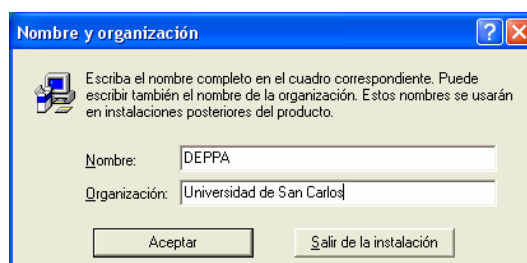 Nombre y organización
Escriba el nombre completo en el cuadro correspondiente. Puede
escribir también el nombre de la organización. Estos nombres se usarán
en instalaciones posteriores del producto.
Nombre: DEPPA
Organización: Universidad de San Carlos
Aceptar Salir de la instalación